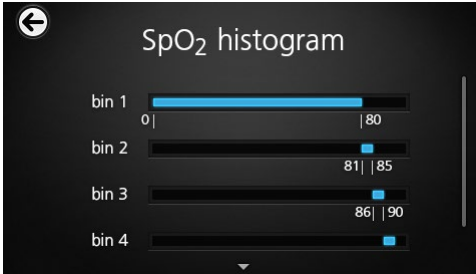 SpO2 histogram
bin 1
0| |80
bin 2
81| |85
bin 3
86| |90
bin 4